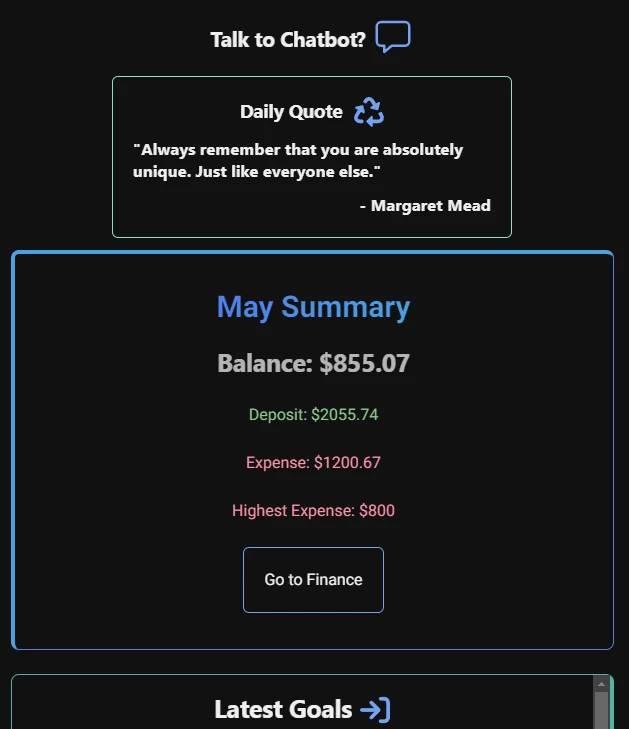 Talk to Chatbot?
Daily Quote
"Always remember that you are absolutely
unique. Just like everyone else."
- Margaret Mead
May Summary
Balance: $855.07
Deposit: $2055.74
Expense: $1200.67
Highest Expense: $800
Go to Finance
Latest Goals